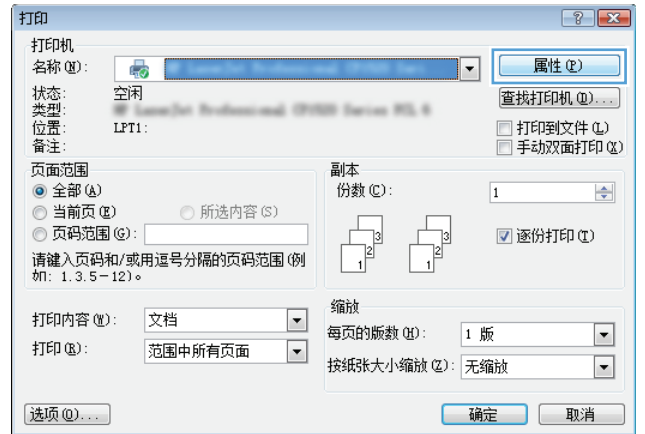 打印
打印机
名称(N):
属性(P)
状态: 空闲
查找打印机(D)...
类型:
位置: LPT1:
打印到文件(L)
备注:
手动双面打印(X)
页面范围
全部(A)
当前页(E) 所选内容(S)
页码范围(G):
请键入页码和/或用逗号分隔的页码范围(例
如: 1.3.5-12)。
副本
份数(C): 1
3 3
2 2
1 1
逐份打印(T)
打印内容(W): 文档
打印(R): 范围中所有页面
缩放
每页的版数(H): 1 版
按纸张大小缩放(Z): 无缩放
选项(O)... 确定 取消